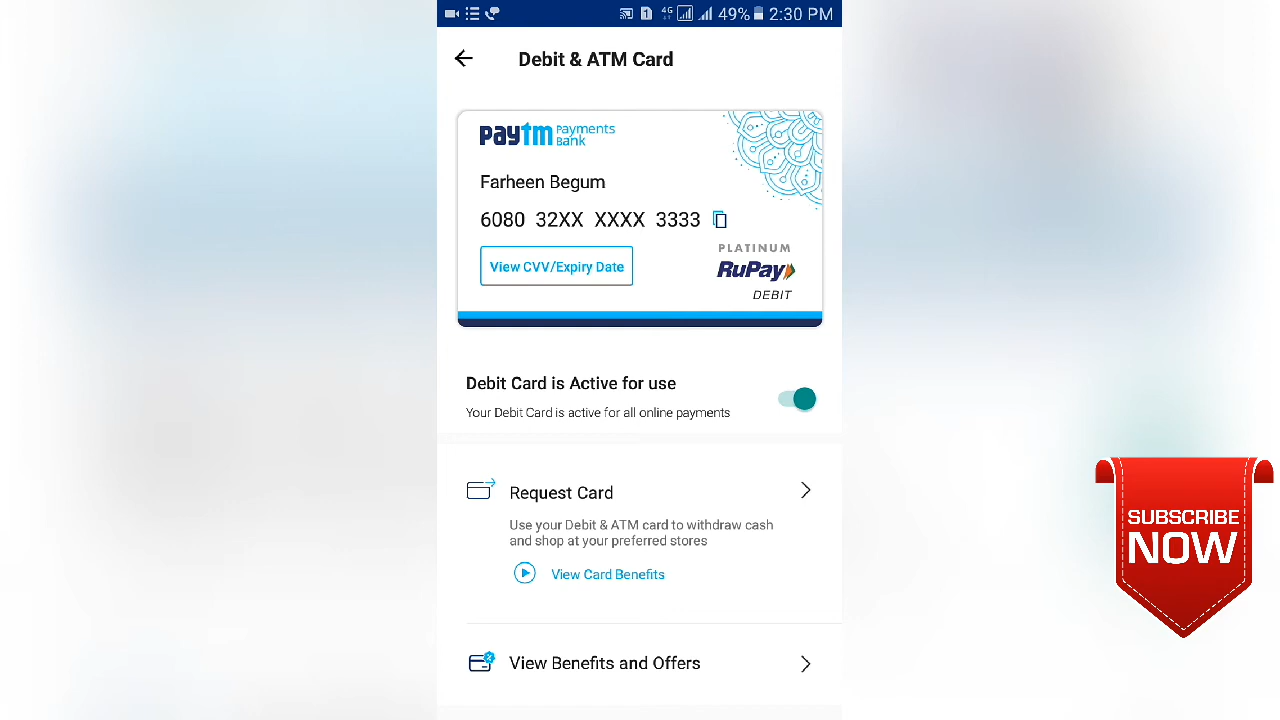 4G 49% 2:30 PM
Debit & ATM Card
paytm Payments
Bank
Farheen Begum
6080 32XX XXXX 3333
View CVV/Expiry Date
PLATINUM
RuPay
DEBIT
Debit Card is Active for use
Your Debit Card is active for all online payments
Request Card
Use your Debit & ATM card to withdraw cash
and shop at your preferred stores
View Card Benefits
View Benefits and Offers
SUBSCRIBE
NOW